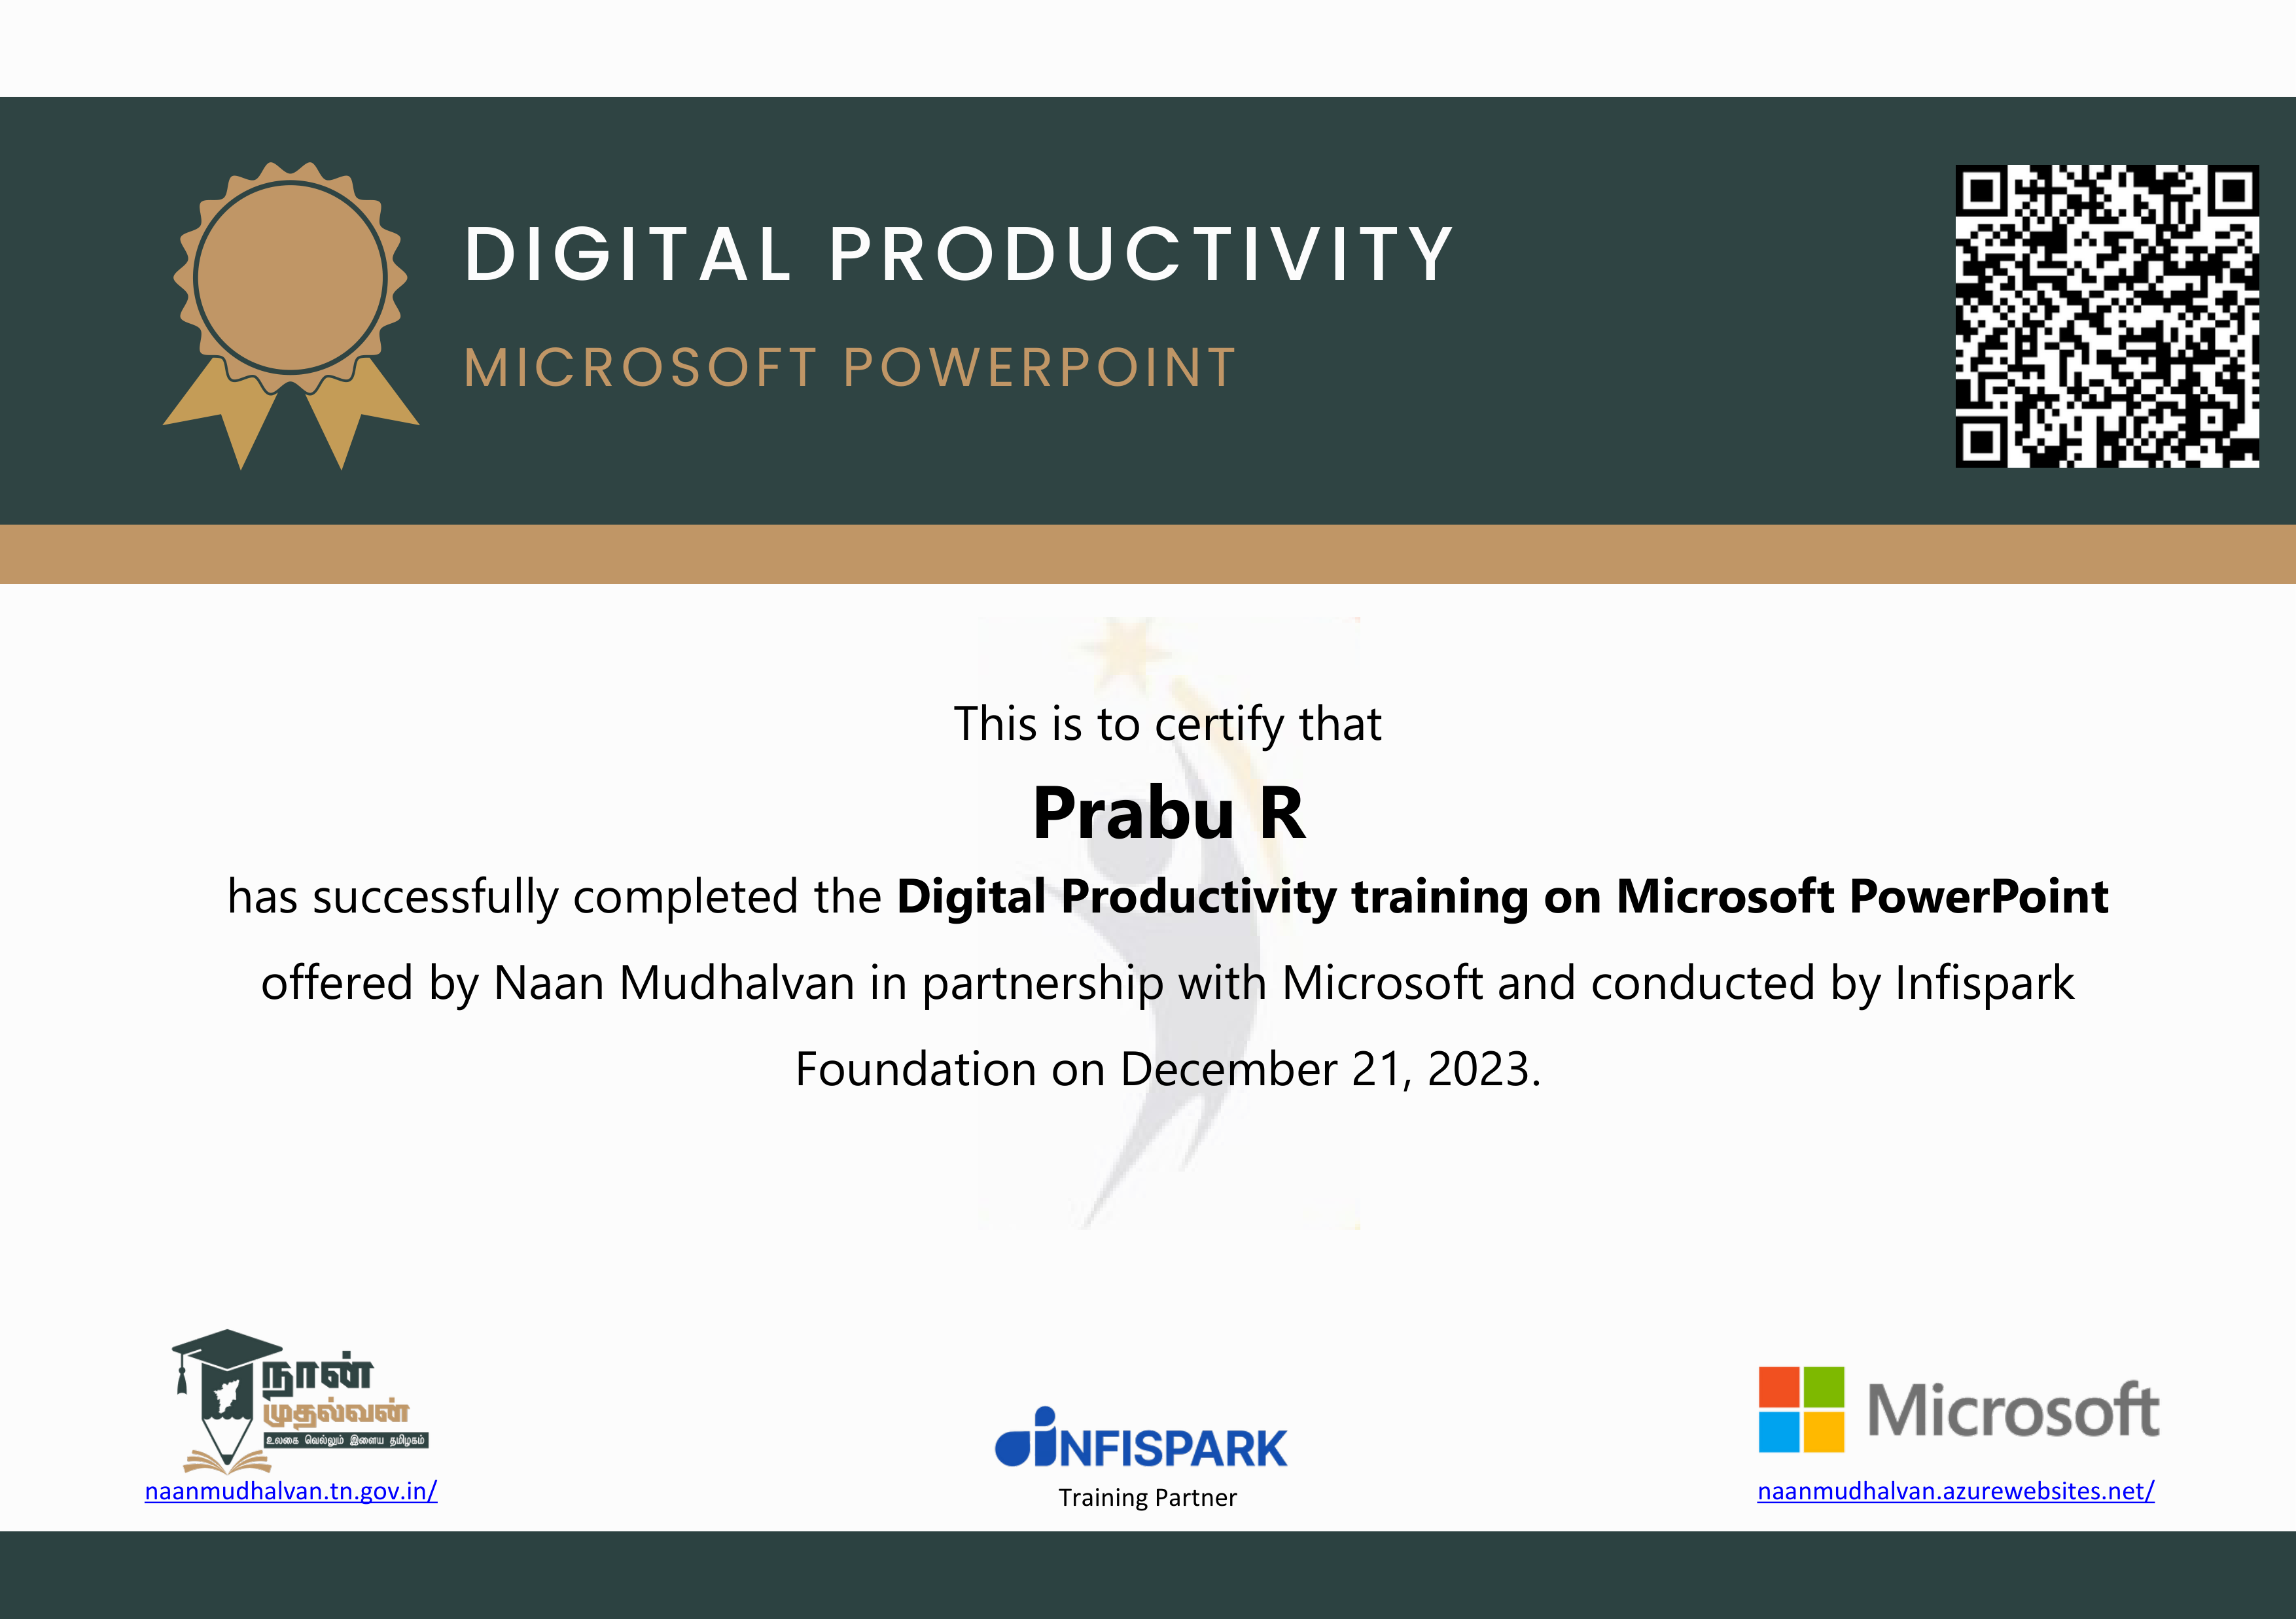 DIGITAL PRODUCTIVITY
MICROSOFT POWERPOINT
This is to certify that
Prabu R
has successfully completed the Digital Productivity training on Microsoft PowerPoint
offered by Naan Mudhalvan in partnership with Microsoft and conducted by Infispark
Foundation on December 21, 2023.
நான்
முதல்வன்
உலகை வெல்லும் இளைய தமிழகம்
naanmudhalvan.tn.gov.in/
INFISPARK
Training Partner
Microsoft
naanmudhalvan.azurewebsites.net/